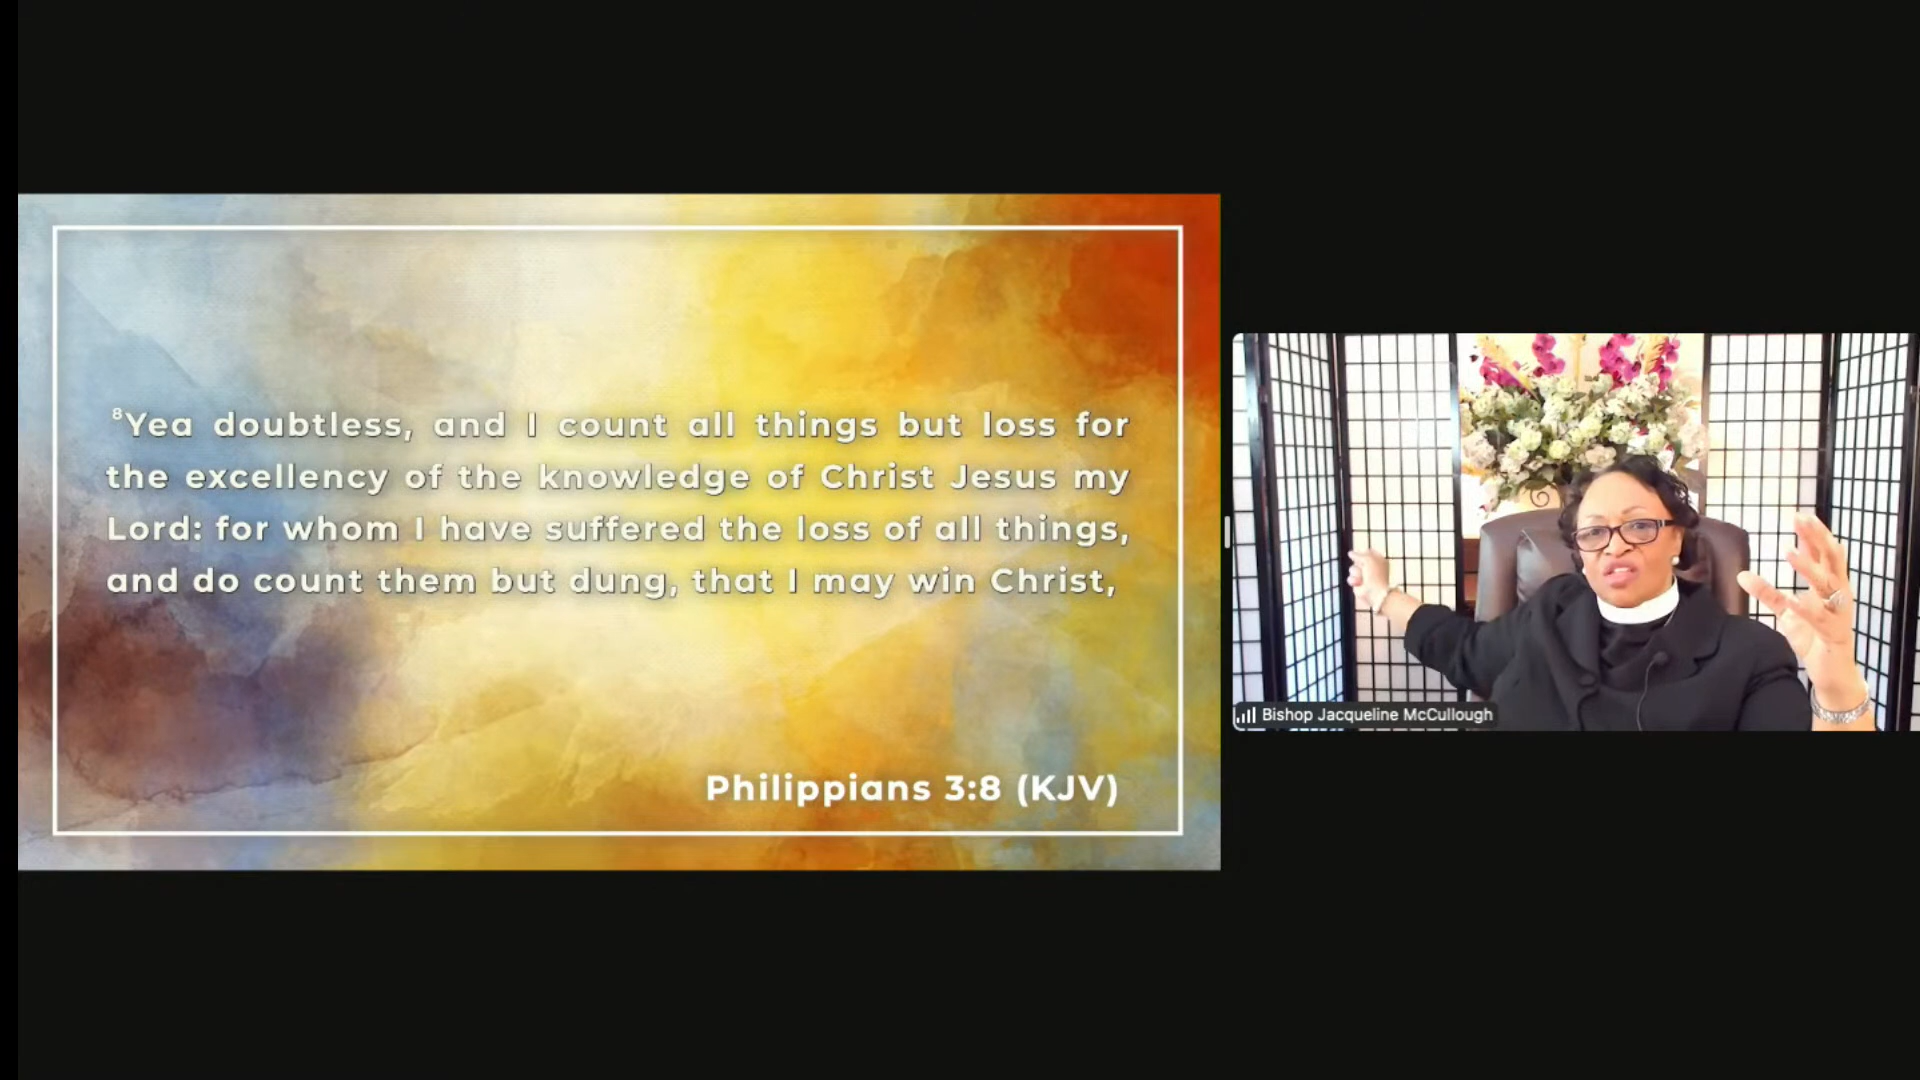 ⁸Yea doubtless, and I count all things but loss for
the excellency of the knowledge of Christ Jesus my
Lord: for whom I have suffered the loss of all things,
and do count them but dung, that I may win Christ,
Philippians 3:8 (KJV)
Bishop Jacqueline McCullough